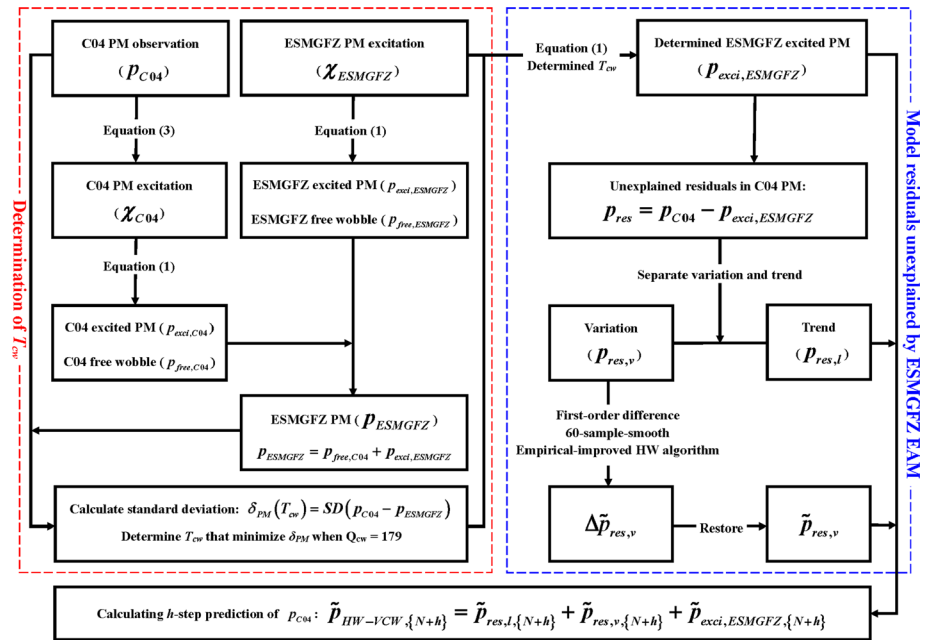 Determination of T_cw
C04 PM observation
(p_C04)
Equation (3)
C04 PM excitation
(χ_C04)
Equation (1)
C04 excited PM (p_exci,C04)
C04 free wobble (p_free,C04)
ESMGFZ PM excitation
(χ_ESMGFZ)
Equation (1)
ESMGFZ excited PM (p_exci,ESMGFZ)
ESMGFZ free wobble (p_free,ESMGFZ)
ESMGFZ PM (p_ESMGFZ)
p_ESMGFZ = p_free,C04 + p_exci,ESMGFZ
Calculate standard deviation: δ_PM(T_cw) = SD(p_C04 − p_ESMGFZ)
Determine T_cw that minimize δ_PM when Q_cw = 179
Equation (1)
Determined T_cw
Determined ESMGFZ excited PM
(p_exci,ESMGFZ)
Unexplained residuals in C04 PM:
p_res = p_C04 − p_exci,ESMGFZ
Separate variation and trend
Variation
(p_res,v)
Trend
(p_res,l)
First-order difference
60-sample-smooth
Empirical-improved HW algorithm
Δp̃_res,v
Restore
p̃_res,v
Model residuals unexplained by ESMGFZ EAM
Calculating h-step prediction of p_C04: p̃_HW−VCW,{N+h} = p̃_res,l,{N+h} + p̃_res,v,{N+h} + p̃_exci,ESMGFZ,{N+h}